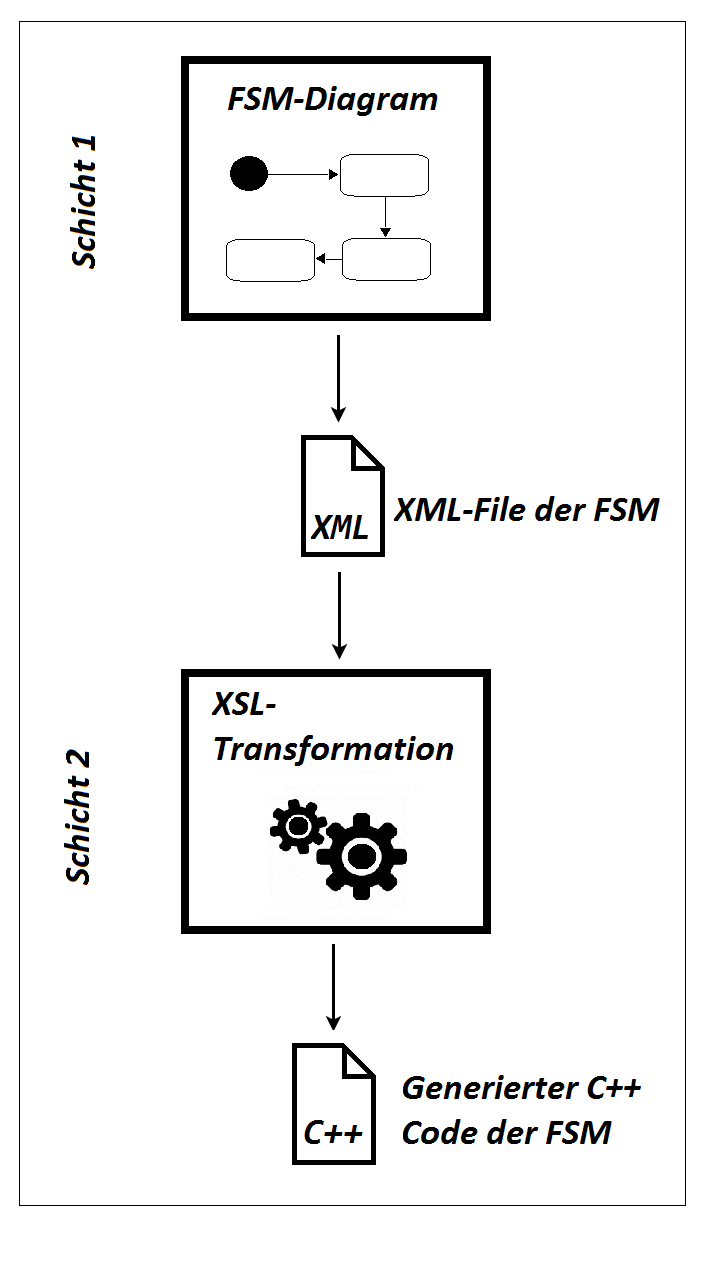 Schicht 1
FSM-Diagram
XML
XML-File der FSM
Schicht 2
XSL-
Transformation
C++
Generierter C++
Code der FSM